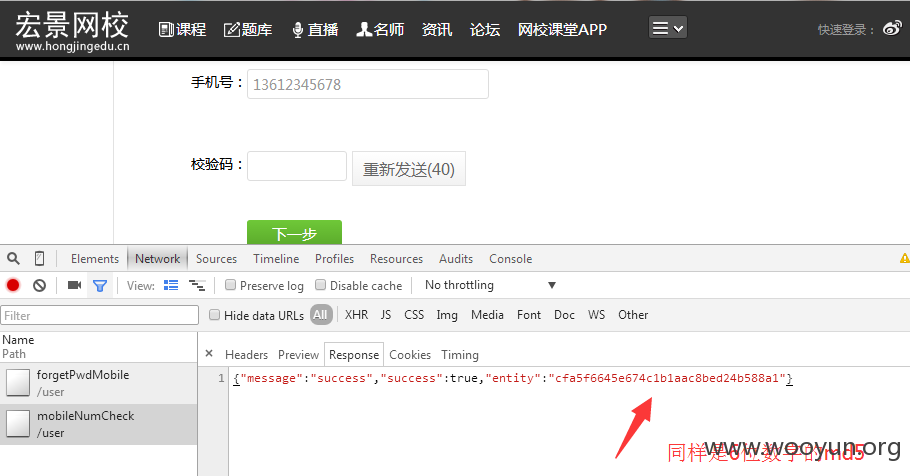 宏景网校
www.hongjingedu.cn
课程 题库 直播 名师 资讯 论坛 网校课堂APP 快速登录：
手机号：13612345678
校验码： 重新发送(40)
下一步
Elements Network Sources Timeline Profiles Resources Audits Console
View: Preserve log Disable cache No throttling
Filter Hide data URLs All XHR JS CSS Img Media Font Doc WS Other
Name
Path
× Headers Preview Response Cookies Timing
forgetPwdMobile
/user
mobileNumCheck
/user
1 {"message":"success","success":true,"entity":"cfa5f6645e674c1b1aac8bed24b588a1"}
同样是6位数字的md5
www.wooyun.org